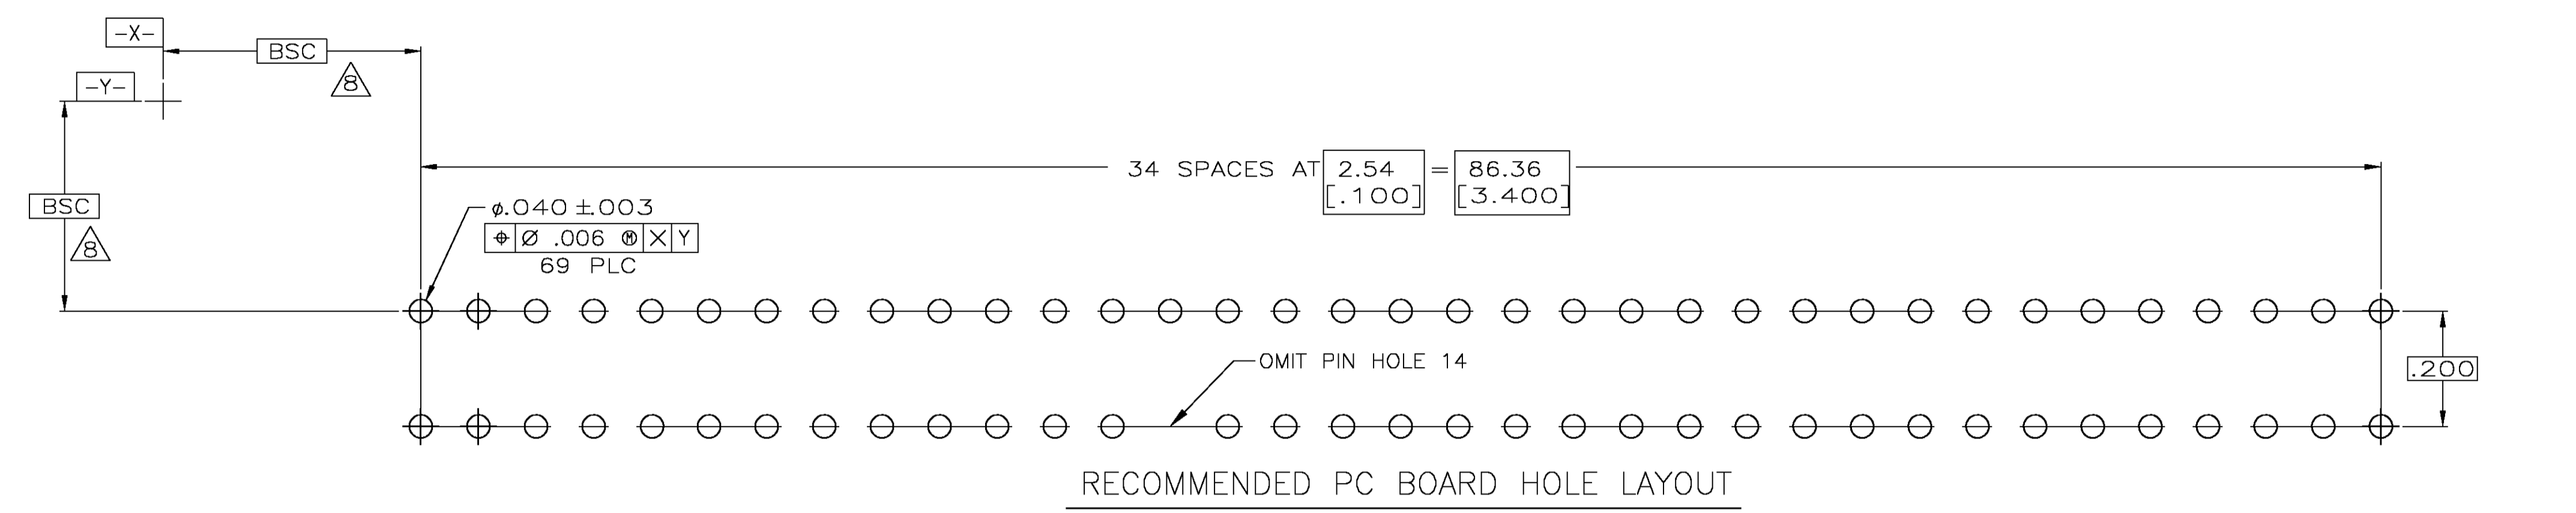 -X-
BSC
8
-Y-
34 SPACES AT 2.54 = 86.36
[.100] [3.400]
BSC
8
⌀.040±.003
⌖ ⌀ .006 Ⓜ X Y
69 PLC
OMIT PIN HOLE 14
.200
RECOMMENDED PC BOARD HOLE LAYOUT